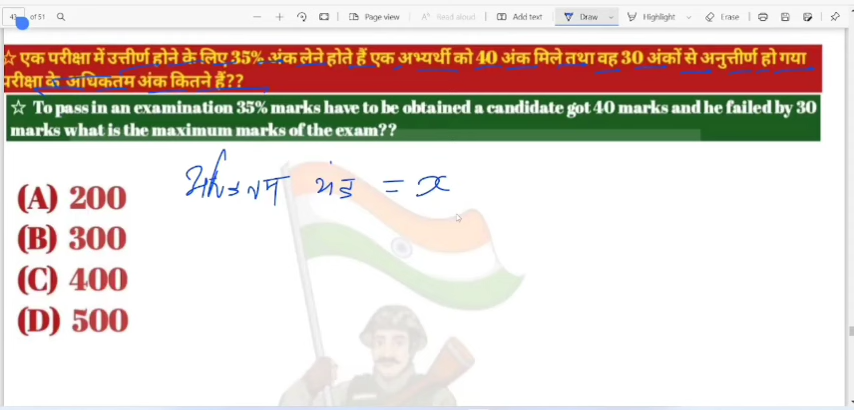 43 of 51
Page view
Read aloud
Add text
Draw
Highlight
Erase
☆ एक परीक्षा में उत्तीर्ण होने के लिए 35% अंक लेने होते हैं एक अभ्यर्थी को 40 अंक मिले तथा वह 30 अंकों से अनुत्तीर्ण हो गया
परीक्षा के अधिकतम अंक कितने हैं??
☆ To pass in an examination 35% marks have to be obtained a candidate got 40 marks and he failed by 30
marks what is the maximum marks of the exam??
अधिकतम अंक = x
(A) 200
(B) 300
(C) 400
(D) 500